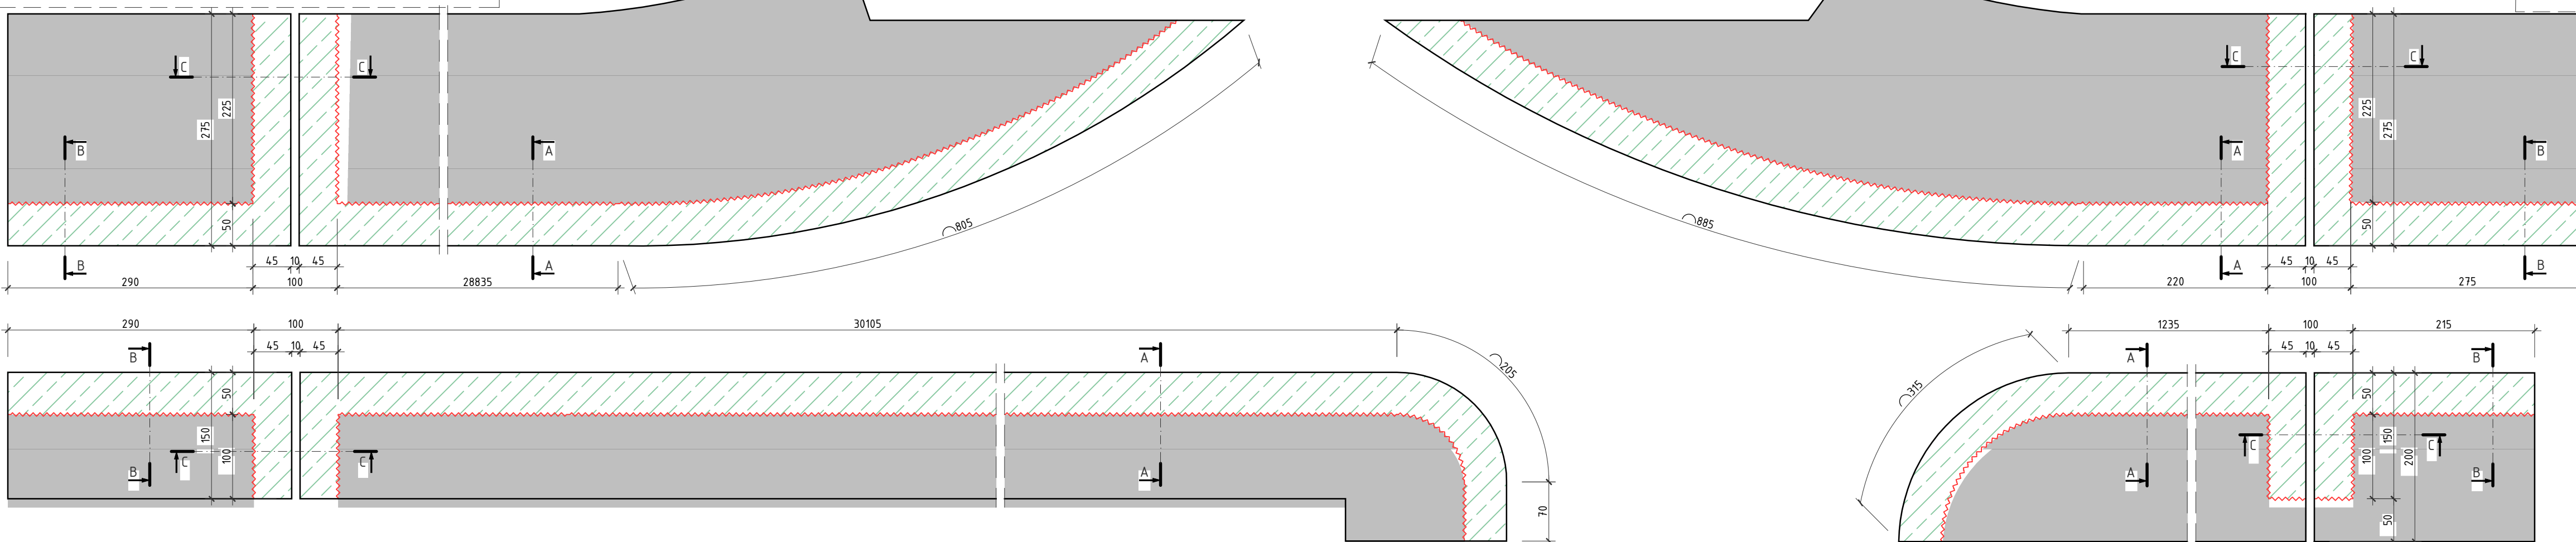 C C C C
275 225 225 275
B A A B
50 50
805 885
B A A B
45 10 45 45 10 45
290 100 28835 220 100 275
290 100 30105 1235 100 215
B 45 10 45 A A 45 10 45 B
205
315
50 50
150 100 100 150 200
C C C C
B A A B
70 50